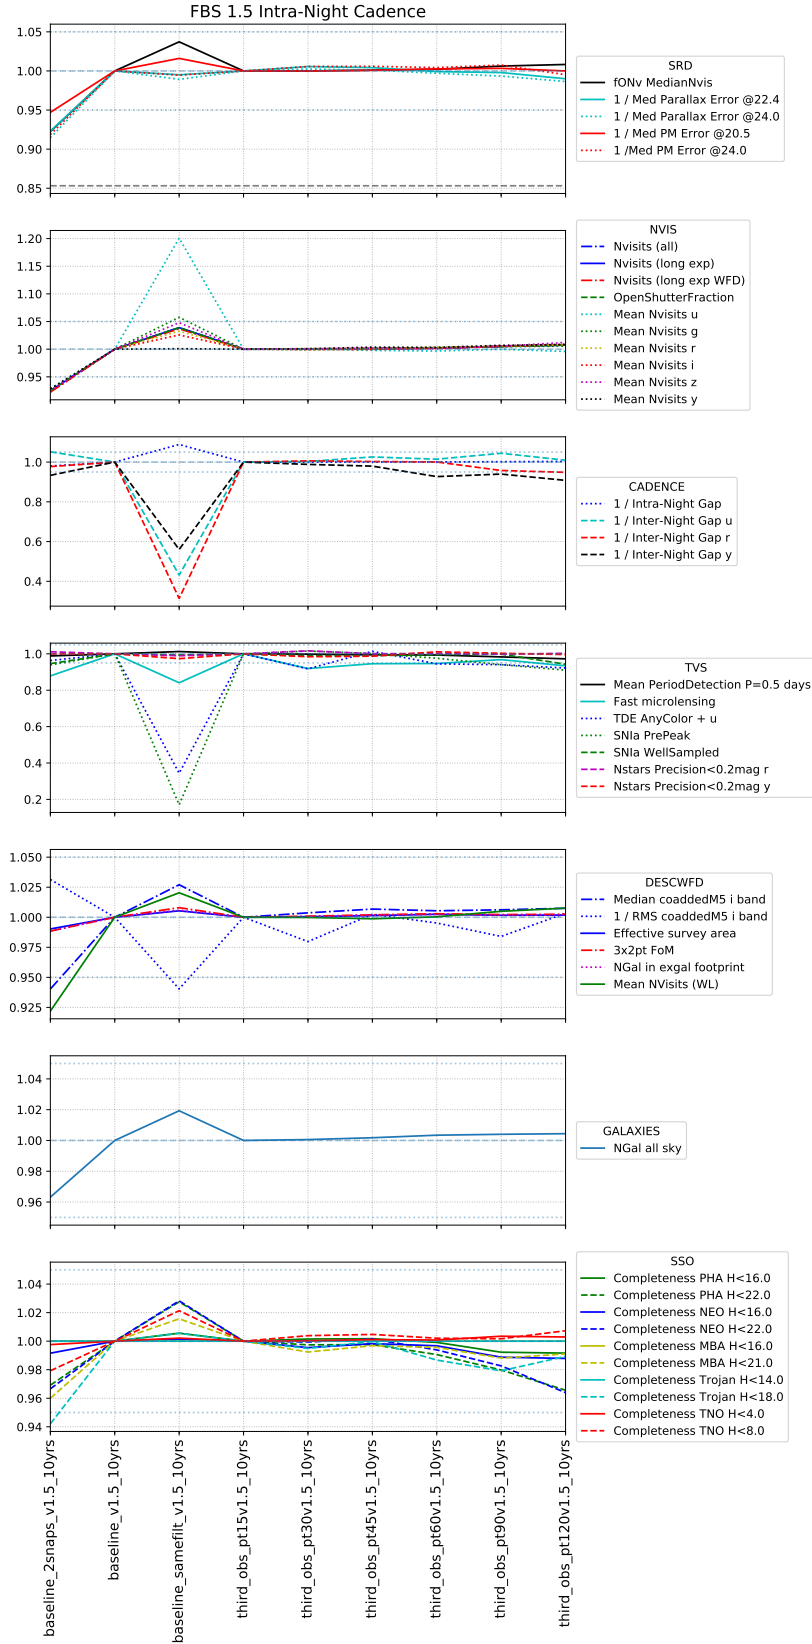 FBS 1.5 Intra-Night Cadence
1.05
1.00
0.95
0.90
0.85
SRD
fONv MedianNvis
1 / Med Parallax Error @22.4
1 / Med Parallax Error @24.0
1 / Med PM Error @20.5
1 /Med PM Error @24.0
1.20
1.15
1.10
1.05
1.00
0.95
NVIS
Nvisits (all)
Nvisits (long exp)
Nvisits (long exp WFD)
OpenShutterFraction
Mean Nvisits u
Mean Nvisits g
Mean Nvisits r
Mean Nvisits i
Mean Nvisits z
Mean Nvisits y
1.0
0.8
0.6
0.4
CADENCE
1 / Intra-Night Gap
1 / Inter-Night Gap u
1 / Inter-Night Gap r
1 / Inter-Night Gap y
1.0
0.8
0.6
0.4
0.2
TVS
Mean PeriodDetection P=0.5 days
Fast microlensing
TDE AnyColor + u
SNIa PrePeak
SNIa WellSampled
Nstars Precision<0.2mag r
Nstars Precision<0.2mag y
1.050
1.025
1.000
0.975
0.950
0.925
DESCWFD
Median coaddedM5 i band
1 / RMS coaddedM5 i band
Effective survey area
3x2pt FoM
NGal in exgal footprint
Mean NVisits (WL)
1.04
1.02
1.00
0.98
0.96
GALAXIES
NGal all sky
1.04
1.02
1.00
0.98
0.96
0.94
SSO
Completeness PHA H<16.0
Completeness PHA H<22.0
Completeness NEO H<16.0
Completeness NEO H<22.0
Completeness MBA H<16.0
Completeness MBA H<21.0
Completeness Trojan H<14.0
Completeness Trojan H<18.0
Completeness TNO H<4.0
Completeness TNO H<8.0
baseline_2snaps_v1.5_10yrs
baseline_v1.5_10yrs
baseline_samefilt_v1.5_10yrs
third_obs_pt15v1.5_10yrs
third_obs_pt30v1.5_10yrs
third_obs_pt45v1.5_10yrs
third_obs_pt60v1.5_10yrs
third_obs_pt90v1.5_10yrs
third_obs_pt120v1.5_10yrs